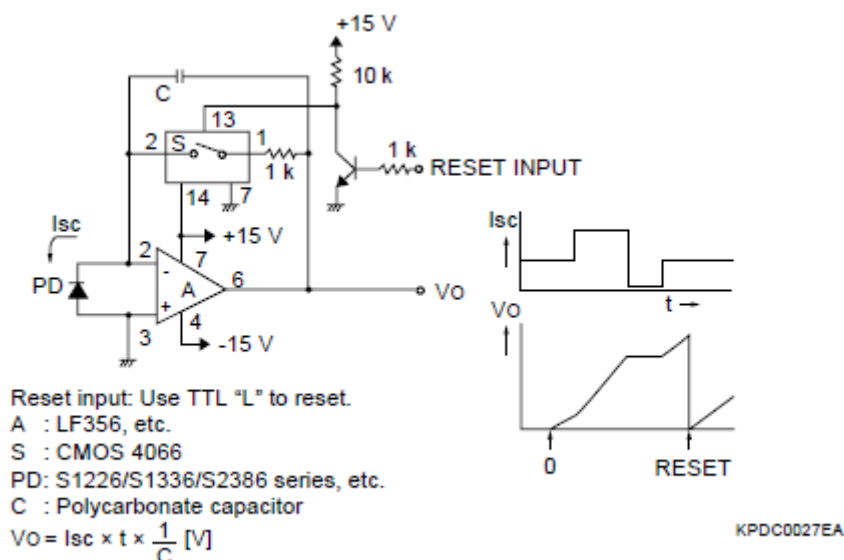 +15 V
10 k
C
13
2 S 1
1 k
1 k
RESET INPUT
14 7
Isc
+15 V
2 7
PD - A 6
+
Vo
3 4
-15 V
Isc
t
Vo
0 RESET
Reset input: Use TTL “L” to reset.
A : LF356, etc.
S : CMOS 4066
PD: S1226/S1336/S2386 series, etc.
C : Polycarbonate capacitor
Vo = Isc × t × 1/C [V]
KPDC0027EA